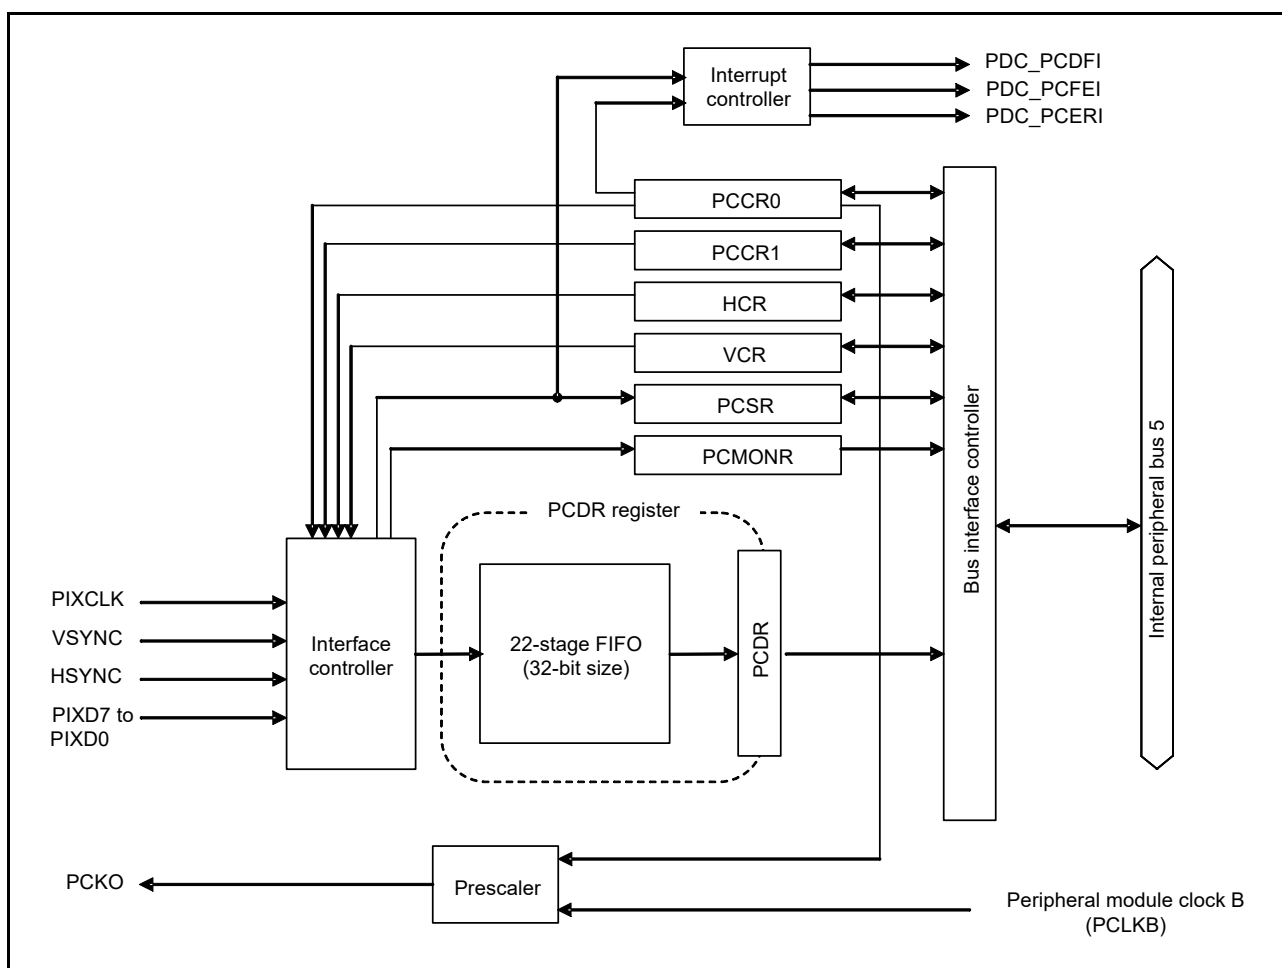 Interrupt
controller
PDC_PCDFI
PDC_PCFEI
PDC_PCERI
PCCR0
PCCR1
HCR
VCR
PCSR
PCMONR
Bus interface controller
Internal peripheral bus 5
PCDR register
PIXCLK
VSYNC
HSYNC
PIXD7 to
PIXD0
Interface
controller
22-stage FIFO
(32-bit size)
PCDR
PCKO
Prescaler
Peripheral module clock B
(PCLKB)